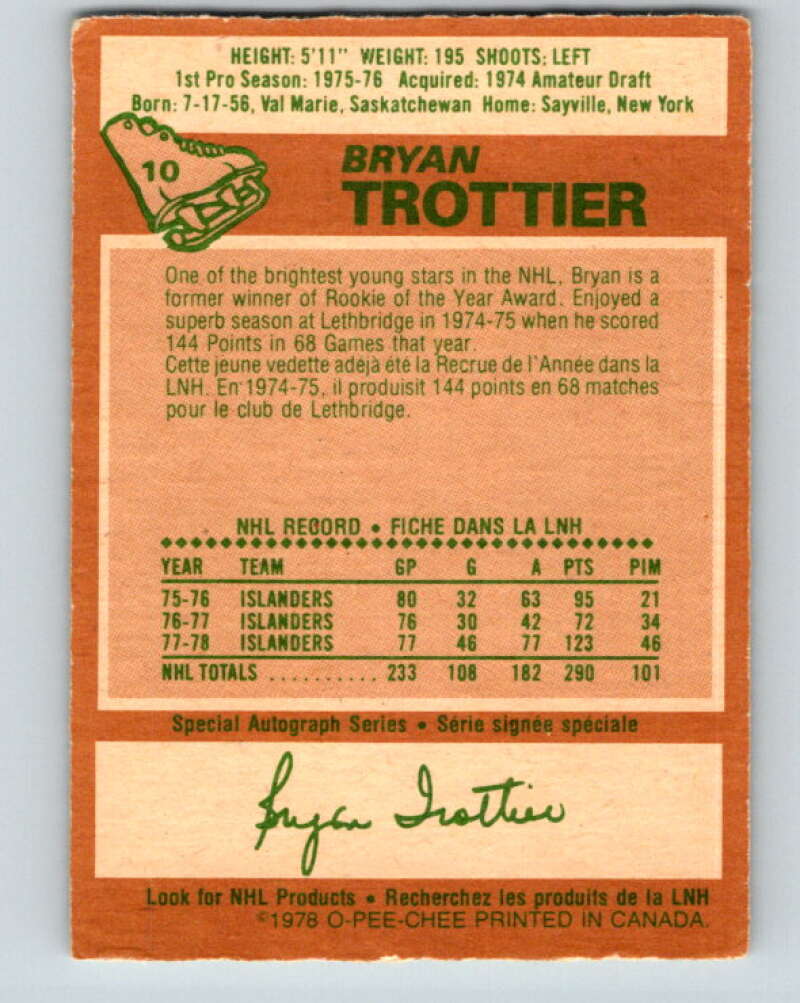 HEIGHT: 5'11" WEIGHT: 195 SHOOTS: LEFT
1st Pro Season: 1975-76 Acquired: 1974 Amateur Draft
Born: 7-17-56, Val Marie, Saskatchewan Home: Sayville, New York
10
BRYAN
TROTTIER
One of the brightest young stars in the NHL, Bryan is a
former winner of Rookie of the Year Award. Enjoyed a
superb season at Lethbridge in 1974-75 when he scored
144 Points in 68 Games that year.
Cette jeune vedette adéjà été la Recrue de l'Année dans la
LNH. En 1974-75, il produisit 144 points en 68 matches
pour le club de Lethbridge.
NHL RECORD • FICHE DANS LA LNH
YEAR TEAM GP G A PTS PIM
75-76 ISLANDERS 80 32 63 95 21
76-77 ISLANDERS 76 30 42 72 34
77-78 ISLANDERS 77 46 77 123 46
NHL TOTALS .......... 233 108 182 290 101
Special Autograph Series • Série signée spéciale
Bryan Trottier
Look for NHL Products • Recherchez les produits de la LNH
©1978 O-PEE-CHEE PRINTED IN CANADA.